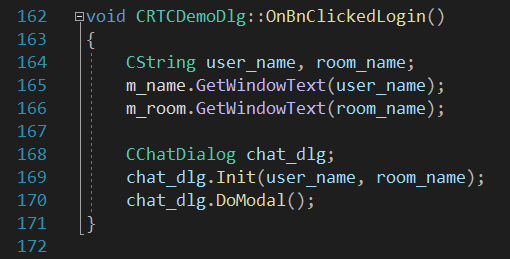 162 void CRTCDemoDlg::OnBnClickedLogin()
163 {
164 CString user_name, room_name;
165 m_name.GetWindowText(user_name);
166 m_room.GetWindowText(room_name);
167
168 CChatDialog chat_dlg;
169 chat_dlg.Init(user_name, room_name);
170 chat_dlg.DoModal();
171 }
172